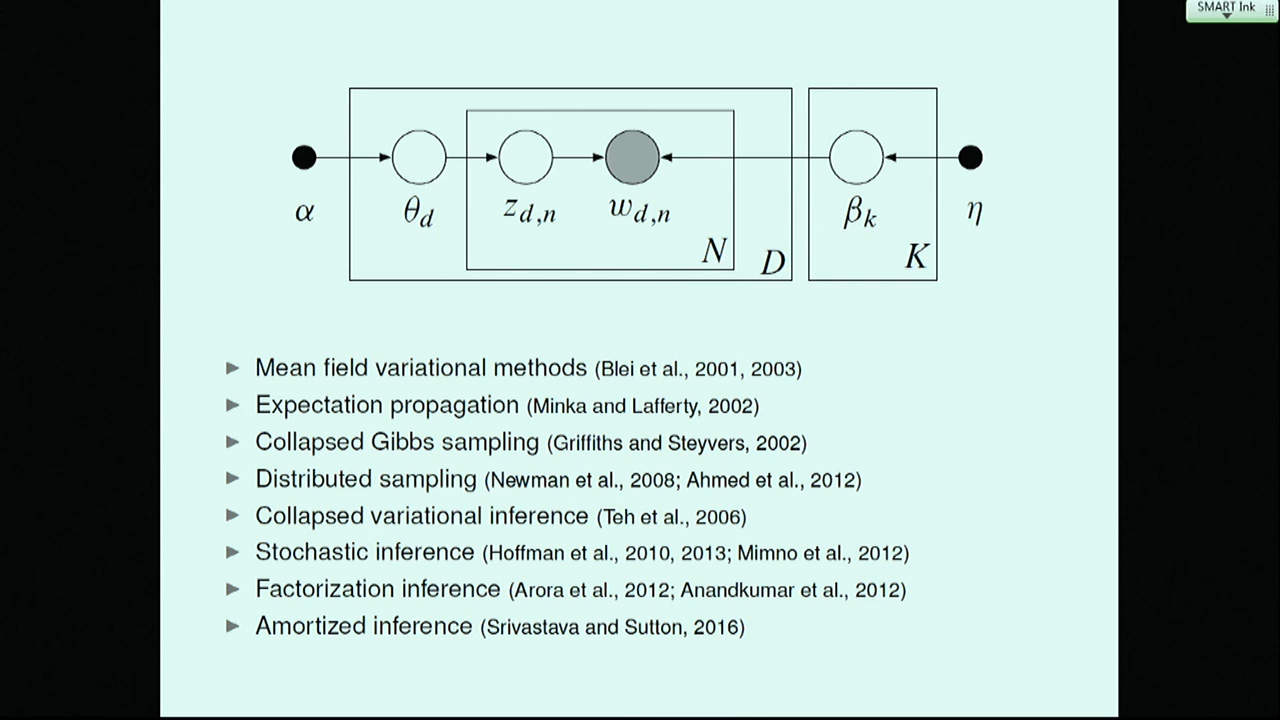 SMART Ink
α θd zd,n wd,n βk η
N D K
Mean field variational methods (Blei et al., 2001, 2003)
Expectation propagation (Minka and Lafferty, 2002)
Collapsed Gibbs sampling (Griffiths and Steyvers, 2002)
Distributed sampling (Newman et al., 2008; Ahmed et al., 2012)
Collapsed variational inference (Teh et al., 2006)
Stochastic inference (Hoffman et al., 2010, 2013; Mimno et al., 2012)
Factorization inference (Arora et al., 2012; Anandkumar et al., 2012)
Amortized inference (Srivastava and Sutton, 2016)